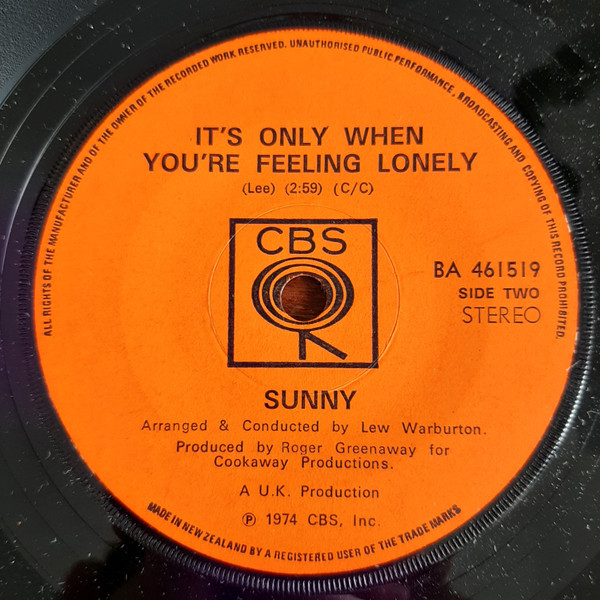 ALL RIGHTS OF THE MANUFACTURER AND OF THE OWNER OF THE RECORDED WORK RESERVED. UNAUTHORISED PUBLIC PERFORMANCE, BROADCASTING AND COPYING OF THIS RECORD PROHIBITED.
IT'S ONLY WHEN
YOU'RE FEELING LONELY
(Lee) (2:59) (C/C)
CBS
BA 461519
SIDE TWO
STEREO
SUNNY
Arranged & Conducted by Lew Warburton.
Produced by Roger Greenaway for
Cookaway Productions.
A U.K. Production
℗ 1974 CBS, Inc.
MADE IN NEW ZEALAND BY A REGISTERED USER OF THE TRADE MARKS